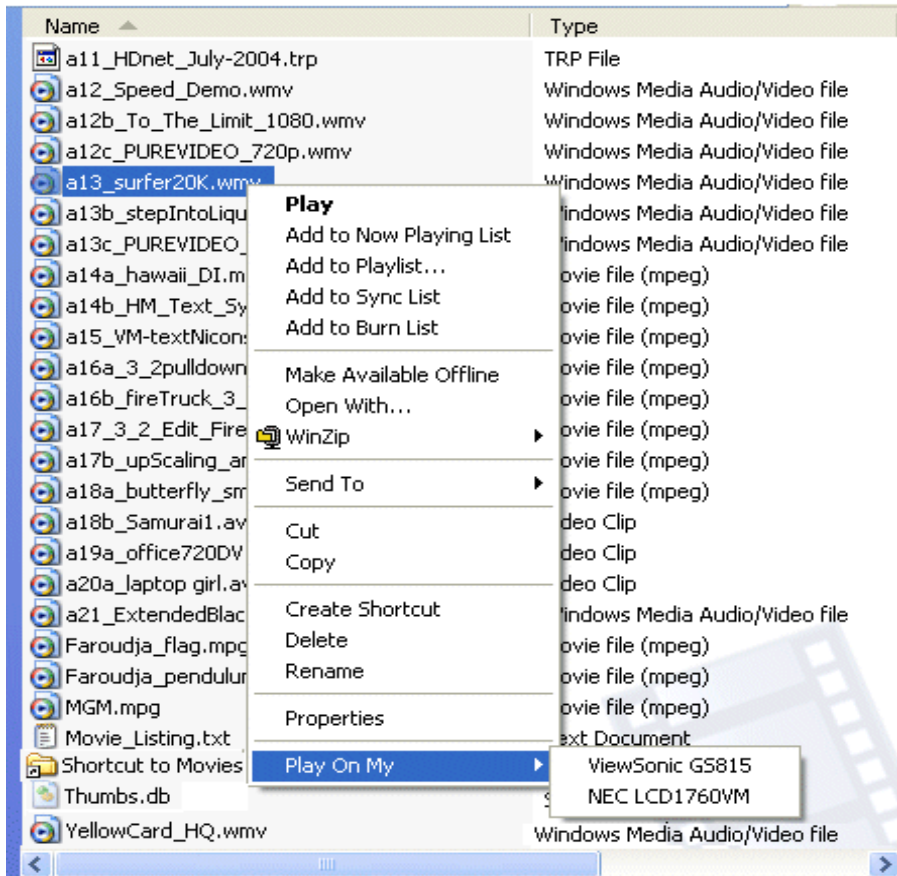 Name Type
a11_HDnet_July-2004.trp TRP File
a12_Speed_Demo.wmv Windows Media Audio/Video file
a12b_To_The_Limit_1080.wmv Windows Media Audio/Video file
a12c_PUREVIDEO_720p.wmv Windows Media Audio/Video file
a13_surfer20K.wmv Windows Media Audio/Video file
a13b_stepIntoLiqu indows Media Audio/Video file
a13c_PUREVIDEO_ indows Media Audio/Video file
a14a_hawaii_DI.m ovie file (mpeg)
a14b_HM_Text_Sy ovie file (mpeg)
a15_VM-textNicon ovie file (mpeg)
a16a_3_2pulldown ovie file (mpeg)
a16b_fireTruck_3_ ovie file (mpeg)
a17_3_2_Edit_Fire ovie file (mpeg)
a17b_upScaling_ar ovie file (mpeg)
a18a_butterfly_sm ovie file (mpeg)
a18b_Samurai1.av deo Clip
a19a_office720DV deo Clip
a20a_laptop girl.av deo Clip
a21_ExtendedBlac indows Media Audio/Video file
Faroudja_flag.mpg ovie file (mpeg)
Faroudja_pendulur ovie file (mpeg)
MGM.mpg ovie file (mpeg)
Movie_Listing.txt ext Document
Shortcut to Movies
Thumbs.db
YellowCard_HQ.wmv Windows Media Audio/Video file
Play
Add to Now Playing List
Add to Playlist...
Add to Sync List
Add to Burn List
Make Available Offline
Open With...
WinZip
Send To
Cut
Copy
Create Shortcut
Delete
Rename
Properties
Play On My
ViewSonic GS815
NEC LCD1760VM